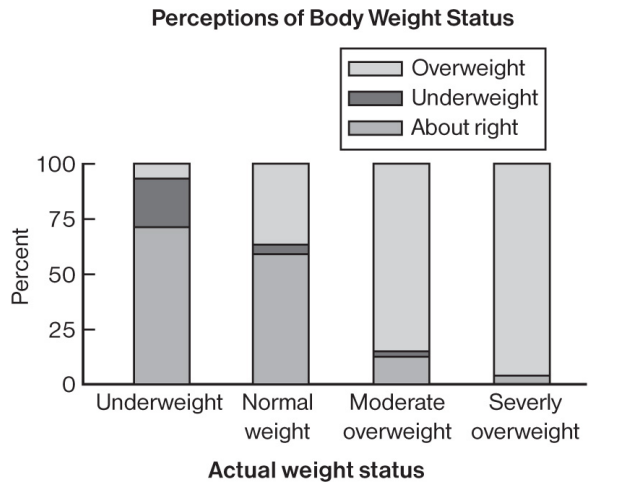 Perceptions of Body Weight Status
Overweight
Underweight
About right
100
75
50
25
0
Percent
Underweight
Normal
weight
Moderate
overweight
Severly
overweight
Actual weight status